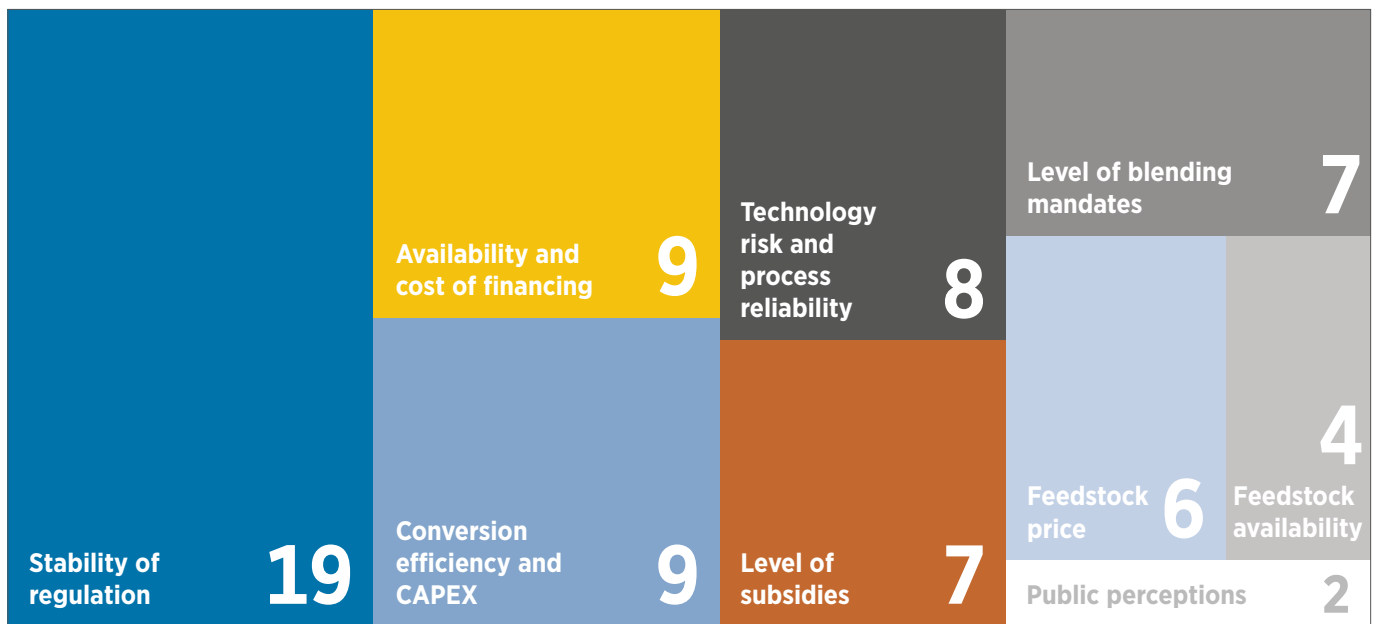 Stability of
regulation
19
Availability and
cost of financing
9
Conversion
efficiency and
CAPEX
9
Technology
risk and
process
reliability
8
Level of
subsidies
7
Level of blending
mandates
7
Feedstock
price
6
Feedstock
availability
4
Public perceptions
2